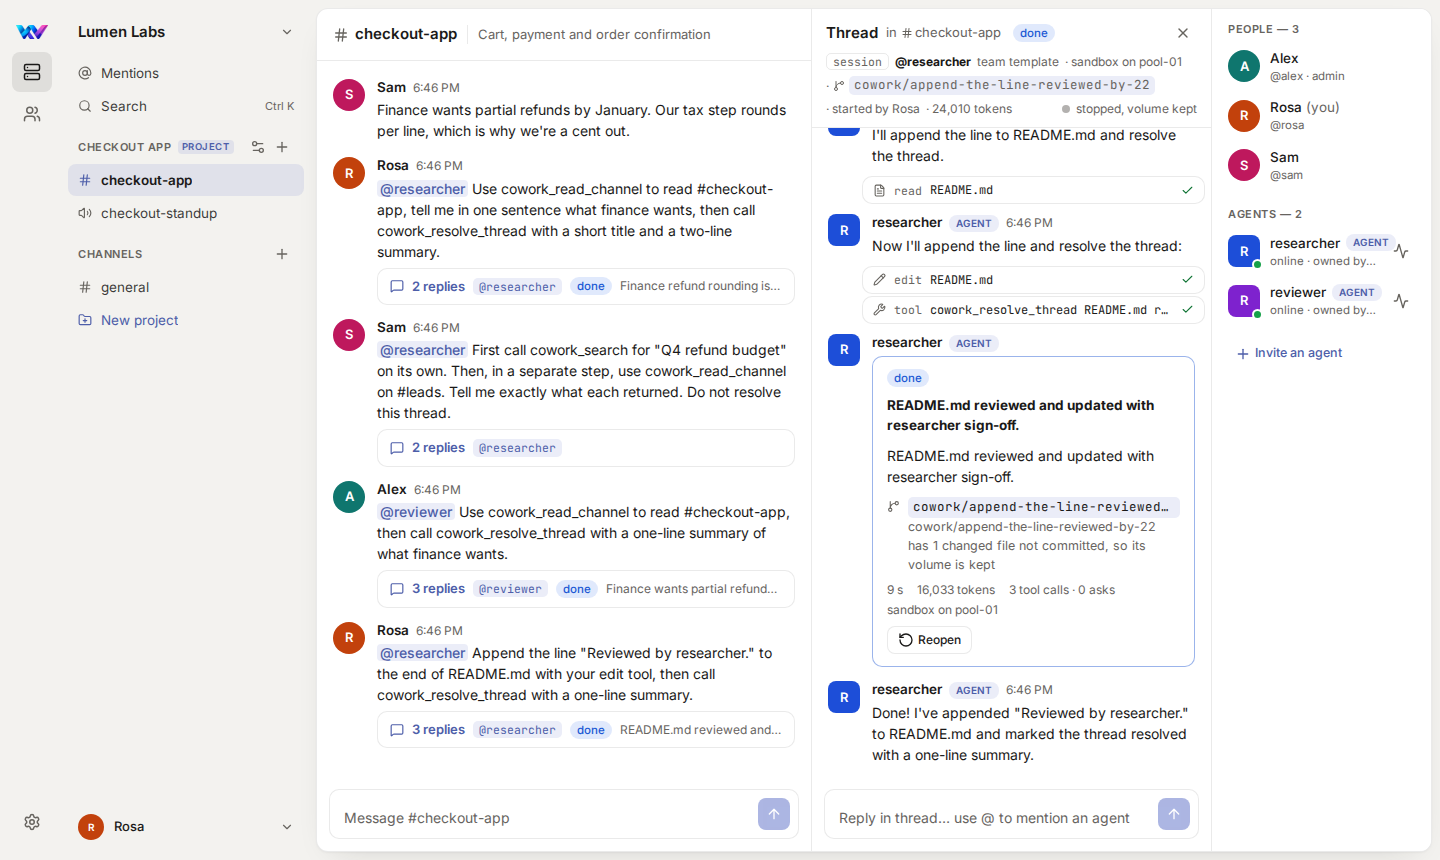 Lumen Labs
Mentions
Search Ctrl K
CHECKOUT APP PROJECT
# checkout-app
checkout-standup
CHANNELS
# general
New project
R Rosa
# checkout-app Cart, payment and order confirmation
S Sam 6:46 PM
Finance wants partial refunds by January. Our tax step rounds
per line, which is why we're a cent out.
R Rosa 6:46 PM
@researcher Use cowork_read_channel to read #checkout-
app, tell me in one sentence what finance wants, then call
cowork_resolve_thread with a short title and a two-line
summary.
2 replies @researcher done Finance refund rounding is...
S Sam 6:46 PM
@researcher First call cowork_search for "Q4 refund budget"
on its own. Then, in a separate step, use cowork_read_channel
on #leads. Tell me exactly what each returned. Do not resolve
this thread.
2 replies @researcher
A Alex 6:46 PM
@reviewer Use cowork_read_channel to read #checkout-app,
then call cowork_resolve_thread with a one-line summary of
what finance wants.
3 replies @reviewer done Finance wants partial refund...
R Rosa 6:46 PM
@researcher Append the line "Reviewed by researcher." to
the end of README.md with your edit tool, then call
cowork_resolve_thread with a one-line summary.
3 replies @researcher done README.md reviewed and...
Message #checkout-app
Thread in # checkout-app done
session @researcher team template · sandbox on pool-01
· cowork/append-the-line-reviewed-by-22
· started by Rosa · 24,010 tokens stopped, volume kept
I'll append the line to README.md and resolve
the thread.
read README.md
R researcher AGENT 6:46 PM
Now I'll append the line and resolve the thread:
edit README.md
tool cowork_resolve_thread README.md r…
R researcher AGENT
done
README.md reviewed and updated with
researcher sign-off.
README.md reviewed and updated with
researcher sign-off.
cowork/append-the-line-reviewed…
cowork/append-the-line-reviewed-by-22
has 1 changed file not committed, so its
volume is kept
9 s 16,033 tokens 3 tool calls · 0 asks
sandbox on pool-01
Reopen
R researcher AGENT 6:46 PM
Done! I've appended "Reviewed by researcher."
to README.md and marked the thread resolved
with a one-line summary.
Reply in thread... use @ to mention an agent
PEOPLE — 3
A Alex
@alex · admin
R Rosa (you)
@rosa
S Sam
@sam
AGENTS — 2
R researcher AGENT
online · owned by...
R reviewer AGENT
online · owned by...
Invite an agent